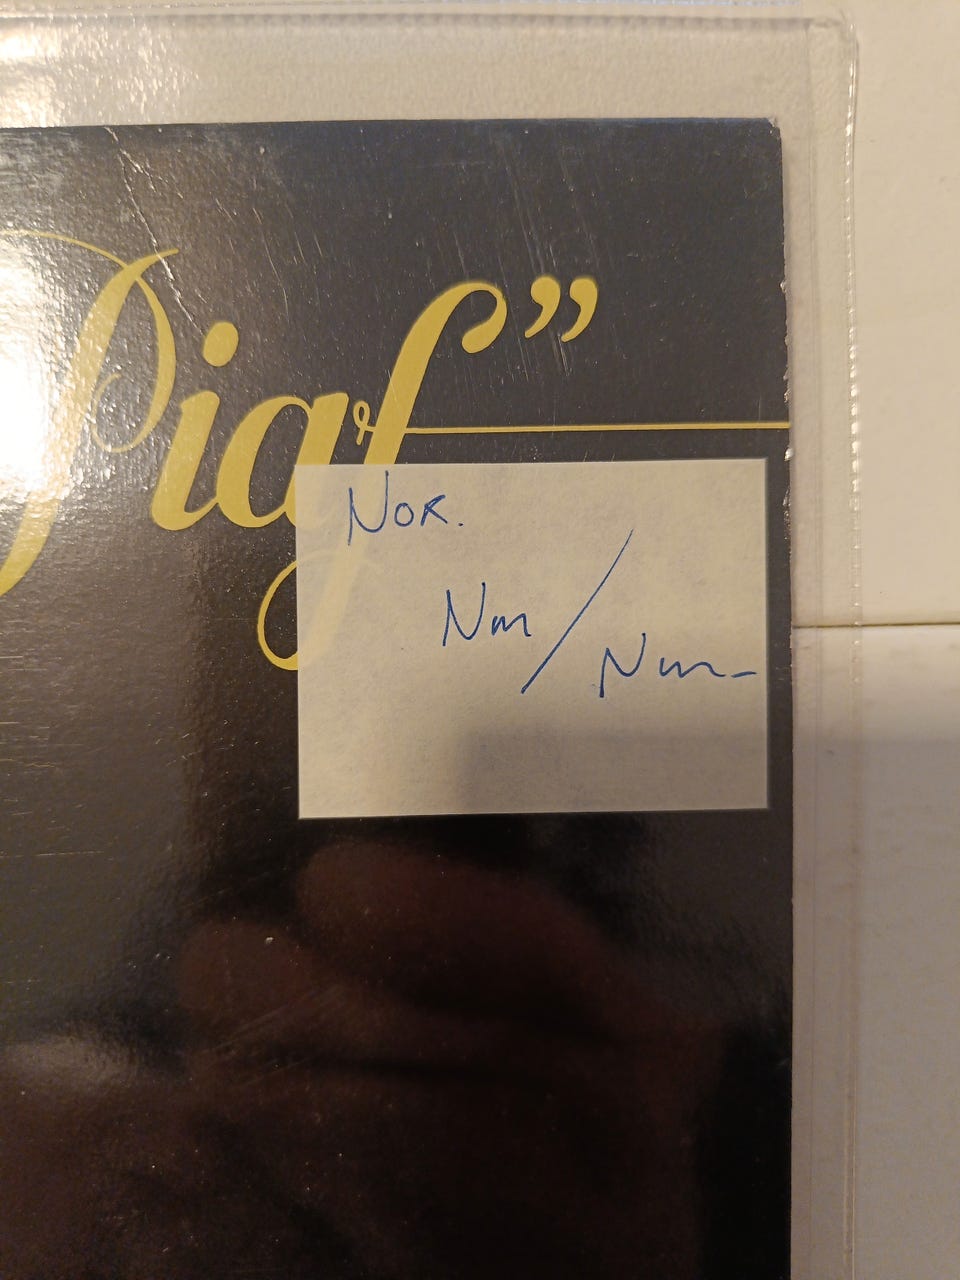 Piaf”
Nor.
Nm / Nm-